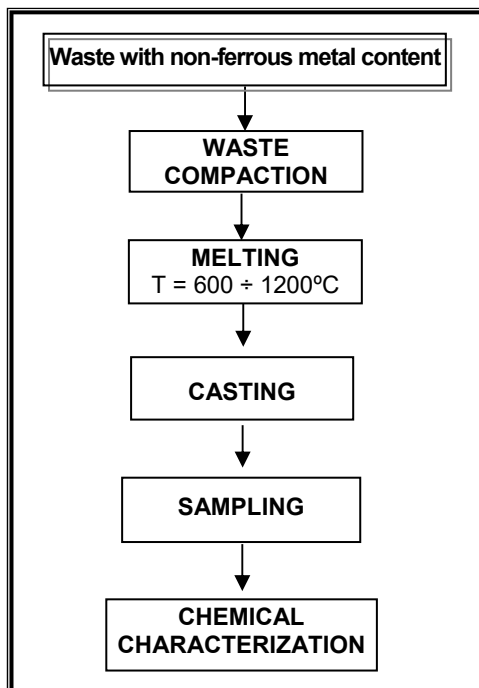 Waste with non-ferrous metal content
WASTE
COMPACTION
MELTING
T = 600 ÷ 1200ºC
CASTING
SAMPLING
CHEMICAL
CHARACTERIZATION